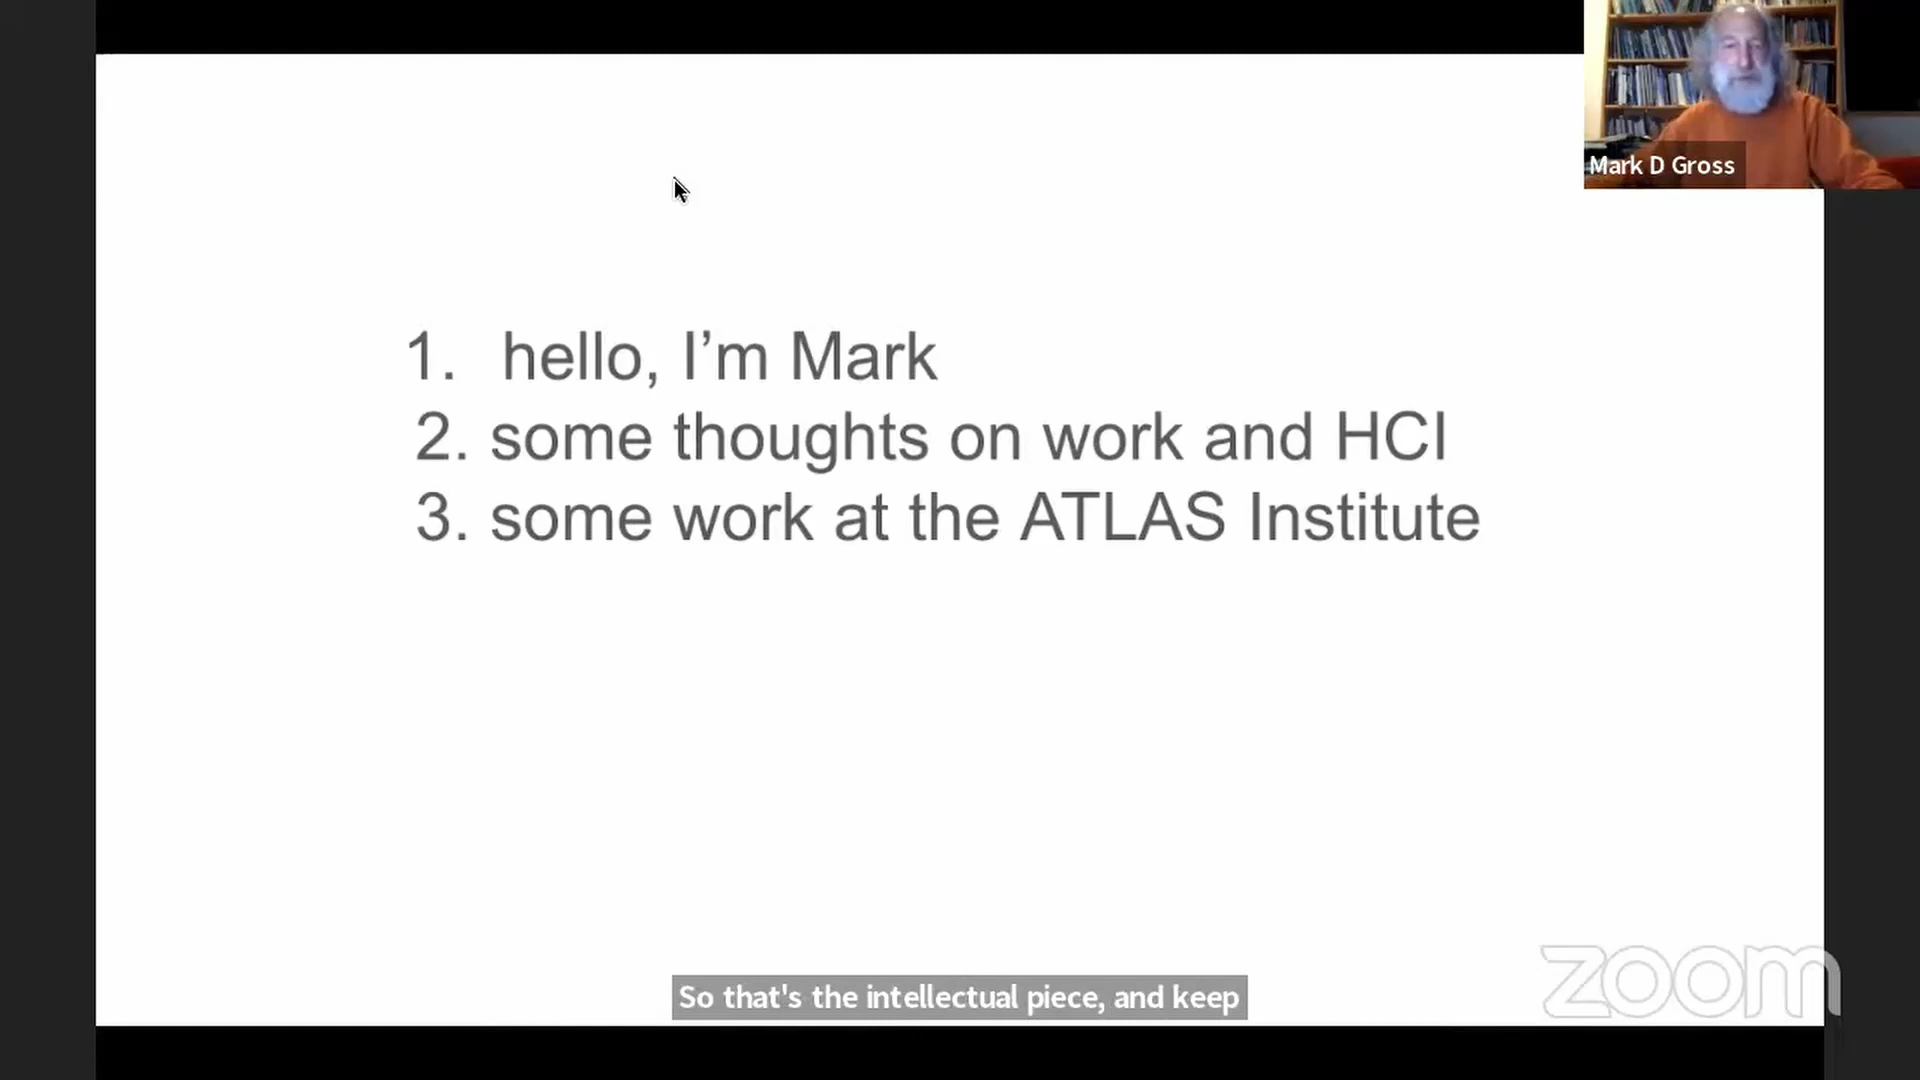 Mark D Gross
1. hello, I’m Mark
2. some thoughts on work and HCI
3. some work at the ATLAS Institute
So that's the intellectual piece, and keep
zoom